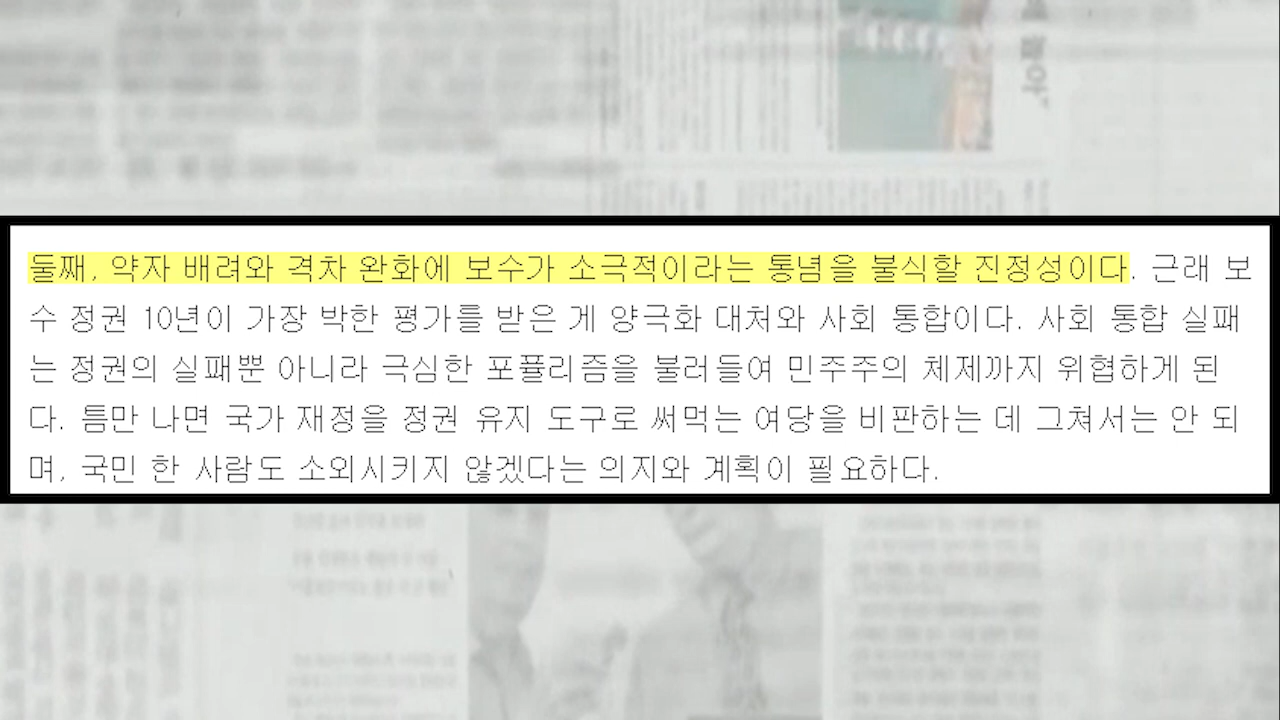 둘째, 약자 배려와 격차 완화에 보수가 소극적이라는 통념을 불식할 진정성이다. 근래 보
수 정권 10년이 가장 박한 평가를 받은 게 양극화 대처와 사회 통합이다. 사회 통합 실패
는 정권의 실패뿐 아니라 극심한 포퓰리즘을 불러들여 민주주의 체제까지 위협하게 된
다. 틈만 나면 국가 재정을 정권 유지 도구로 써먹는 여당을 비판하는 데 그쳐서는 안 되
며, 국민 한 사람도 소외시키지 않겠다는 의지와 계획이 필요하다.